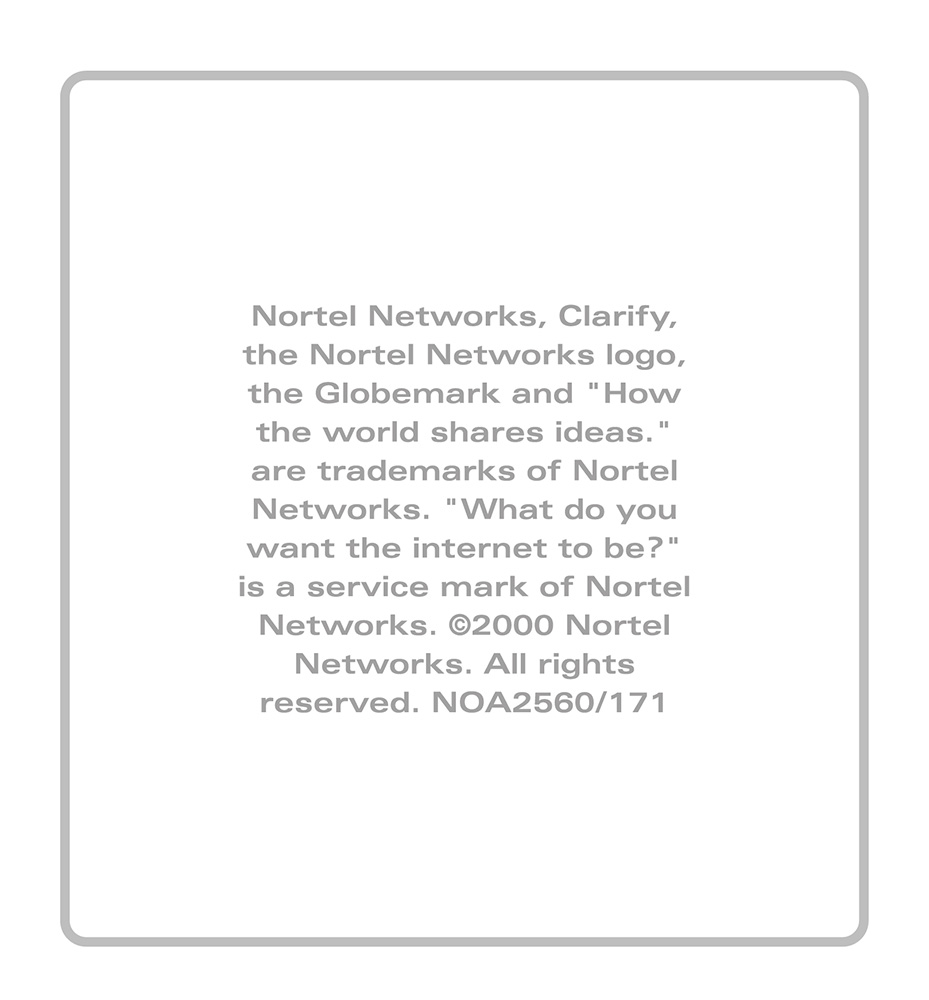 Nortel Networks, Clarify,
the Nortel Networks logo,
the Globemark and "How
the world shares ideas."
are trademarks of Nortel
Networks. "What do you
want the internet to be?"
is a service mark of Nortel
Networks. ©2000 Nortel
Networks. All rights
reserved. NOA2560/171